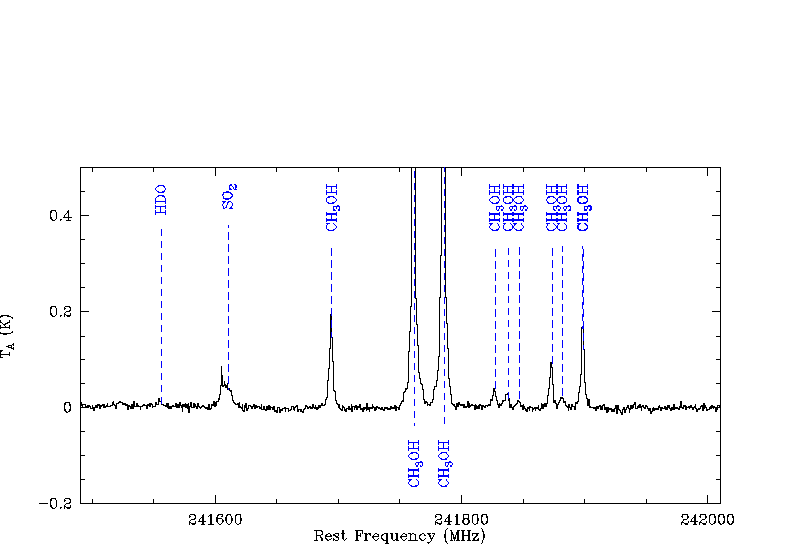 HDO
SO2
CH3OH
CH3OH
CH3OH
CH3OH
CH3OH
CH3OH
CH3OH
0.4
0.2
0
-0.2
TA (K)
CH3OH
CH3OH
241600
241800
242000
Rest Frequency (MHz)